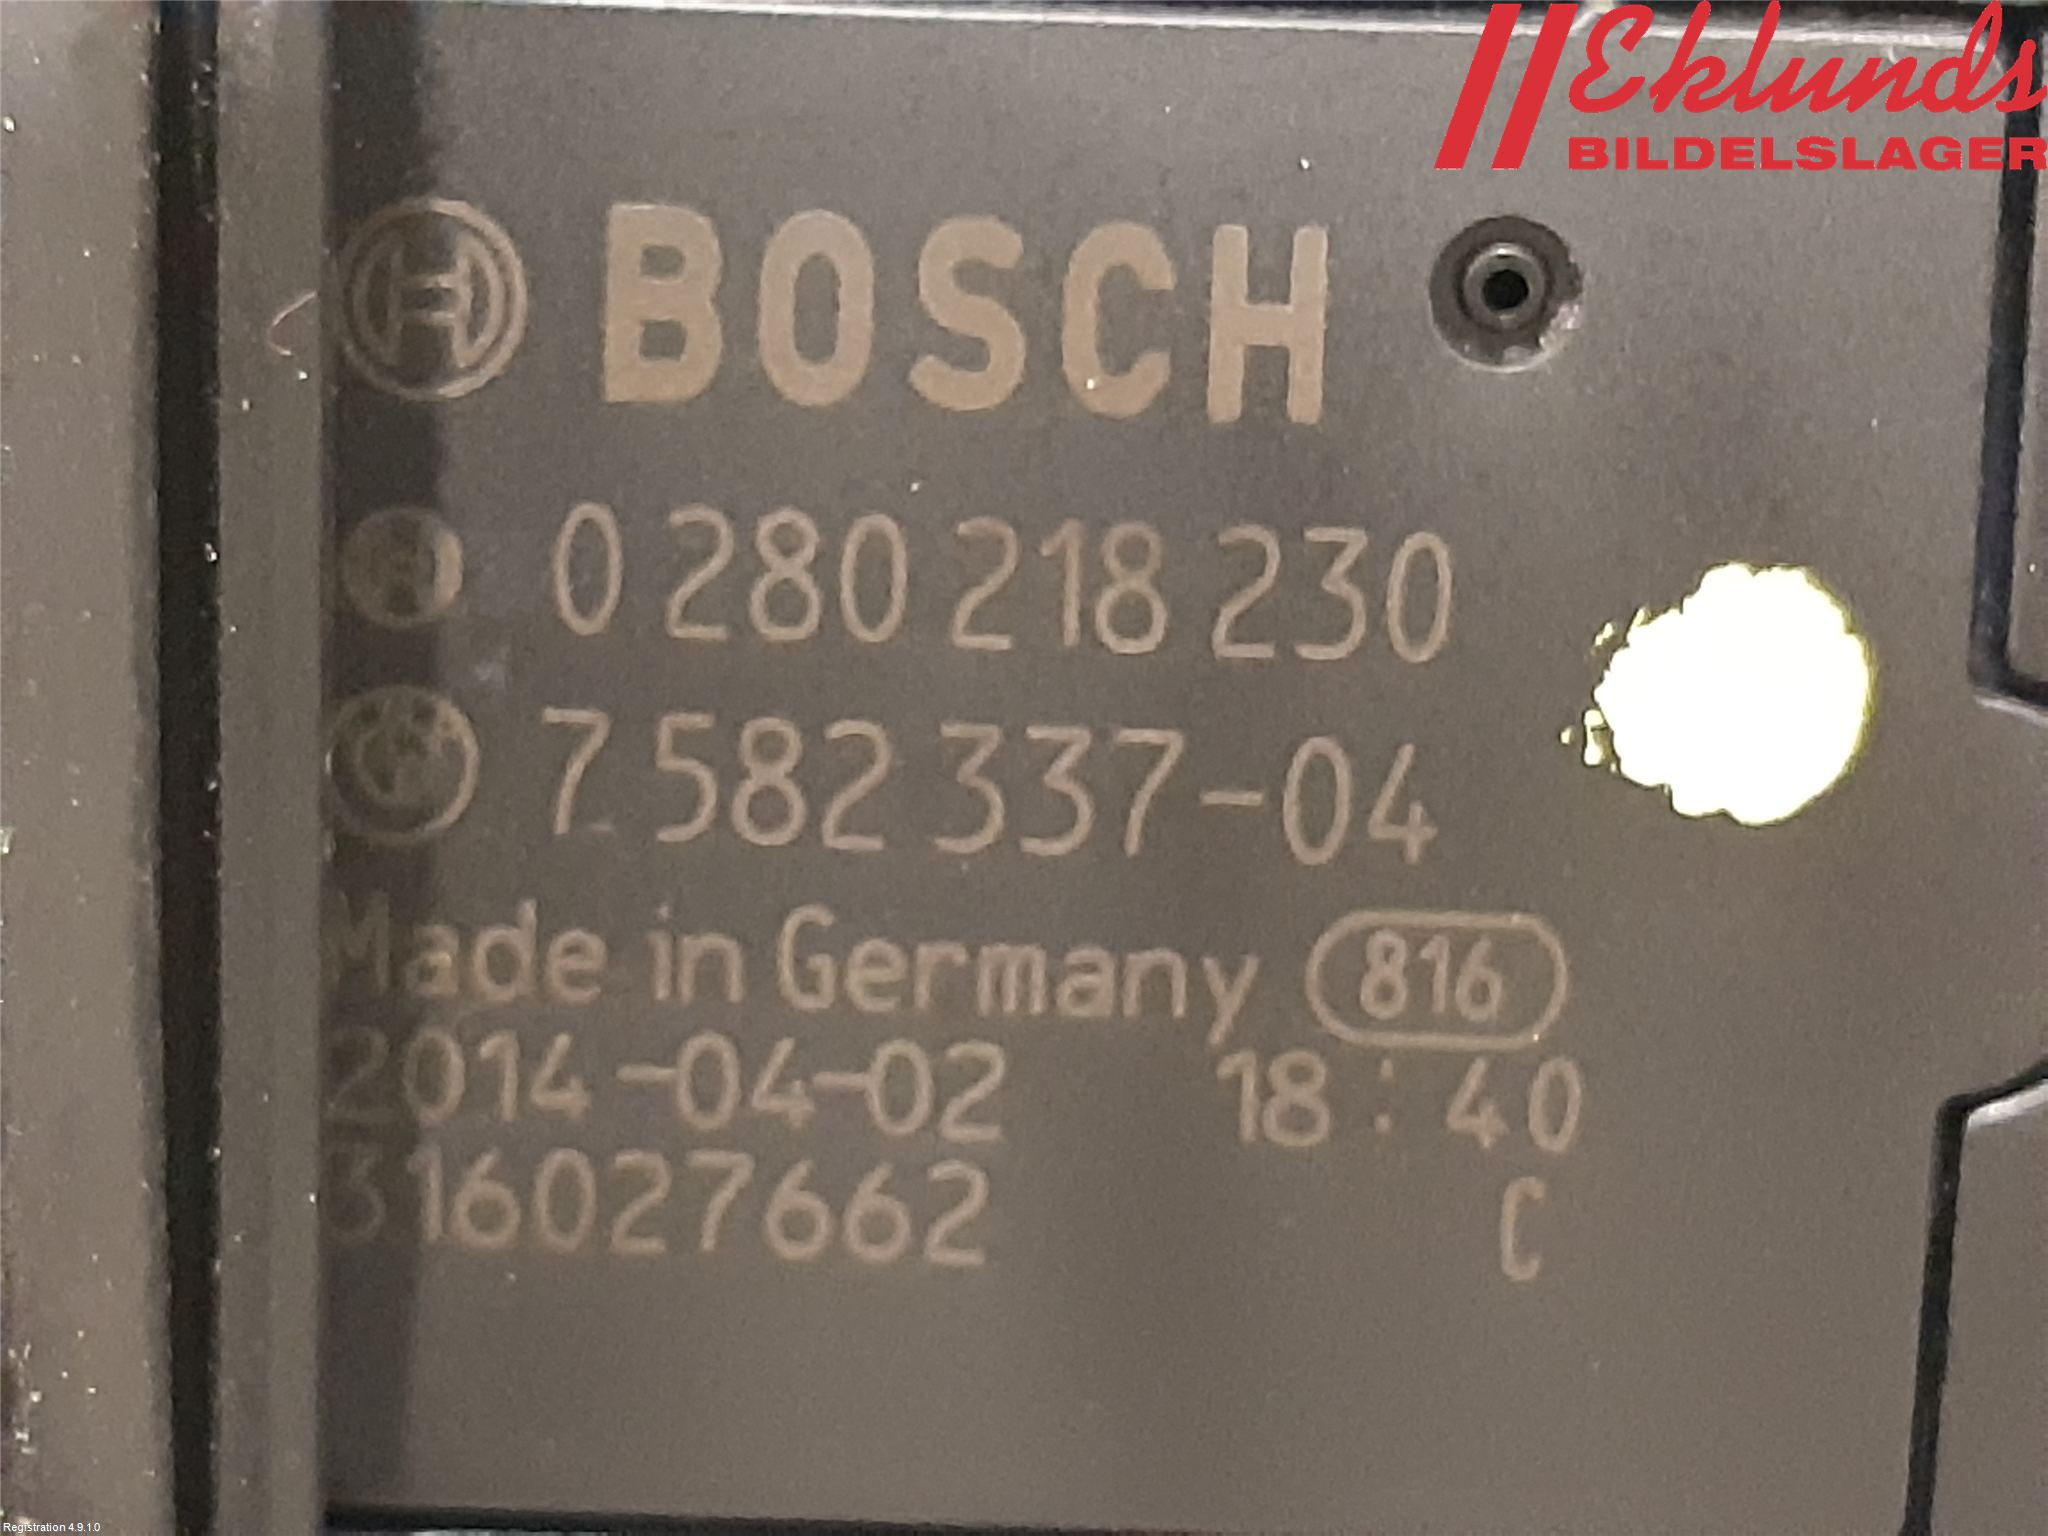 Eklunds
BILDELSLAGER
BOSCH
0 280 218 230
7 582 337-04
Made in Germany 816
2014-04-02 18:40
316027662 C
Registration 4.9.1.0